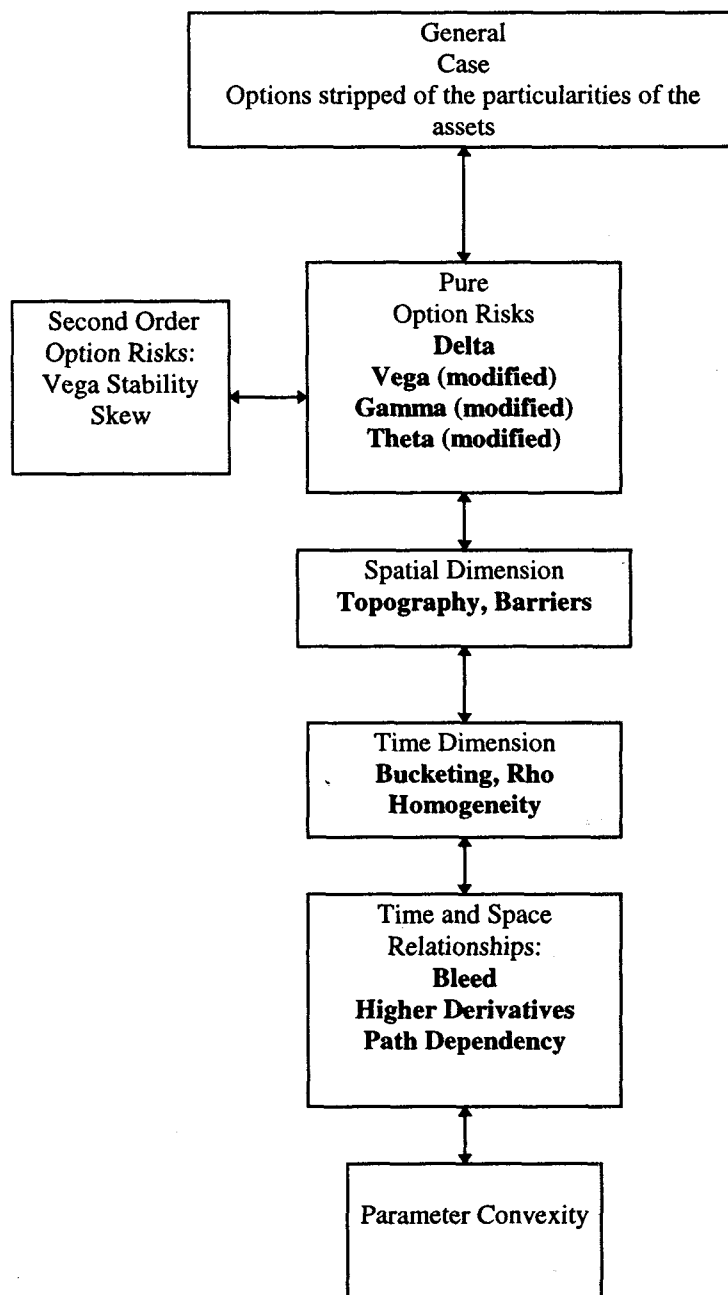 General
Case
Options stripped of the particularities of the
assets
Pure
Option Risks
Delta
Vega (modified)
Gamma (modified)
Theta (modified)
Second Order
Option Risks:
Vega Stability
Skew
Spatial Dimension
Topography, Barriers
Time Dimension
Bucketing, Rho
Homogeneity
Time and Space
Relationships:
Bleed
Higher Derivatives
Path Dependency
Parameter Convexity